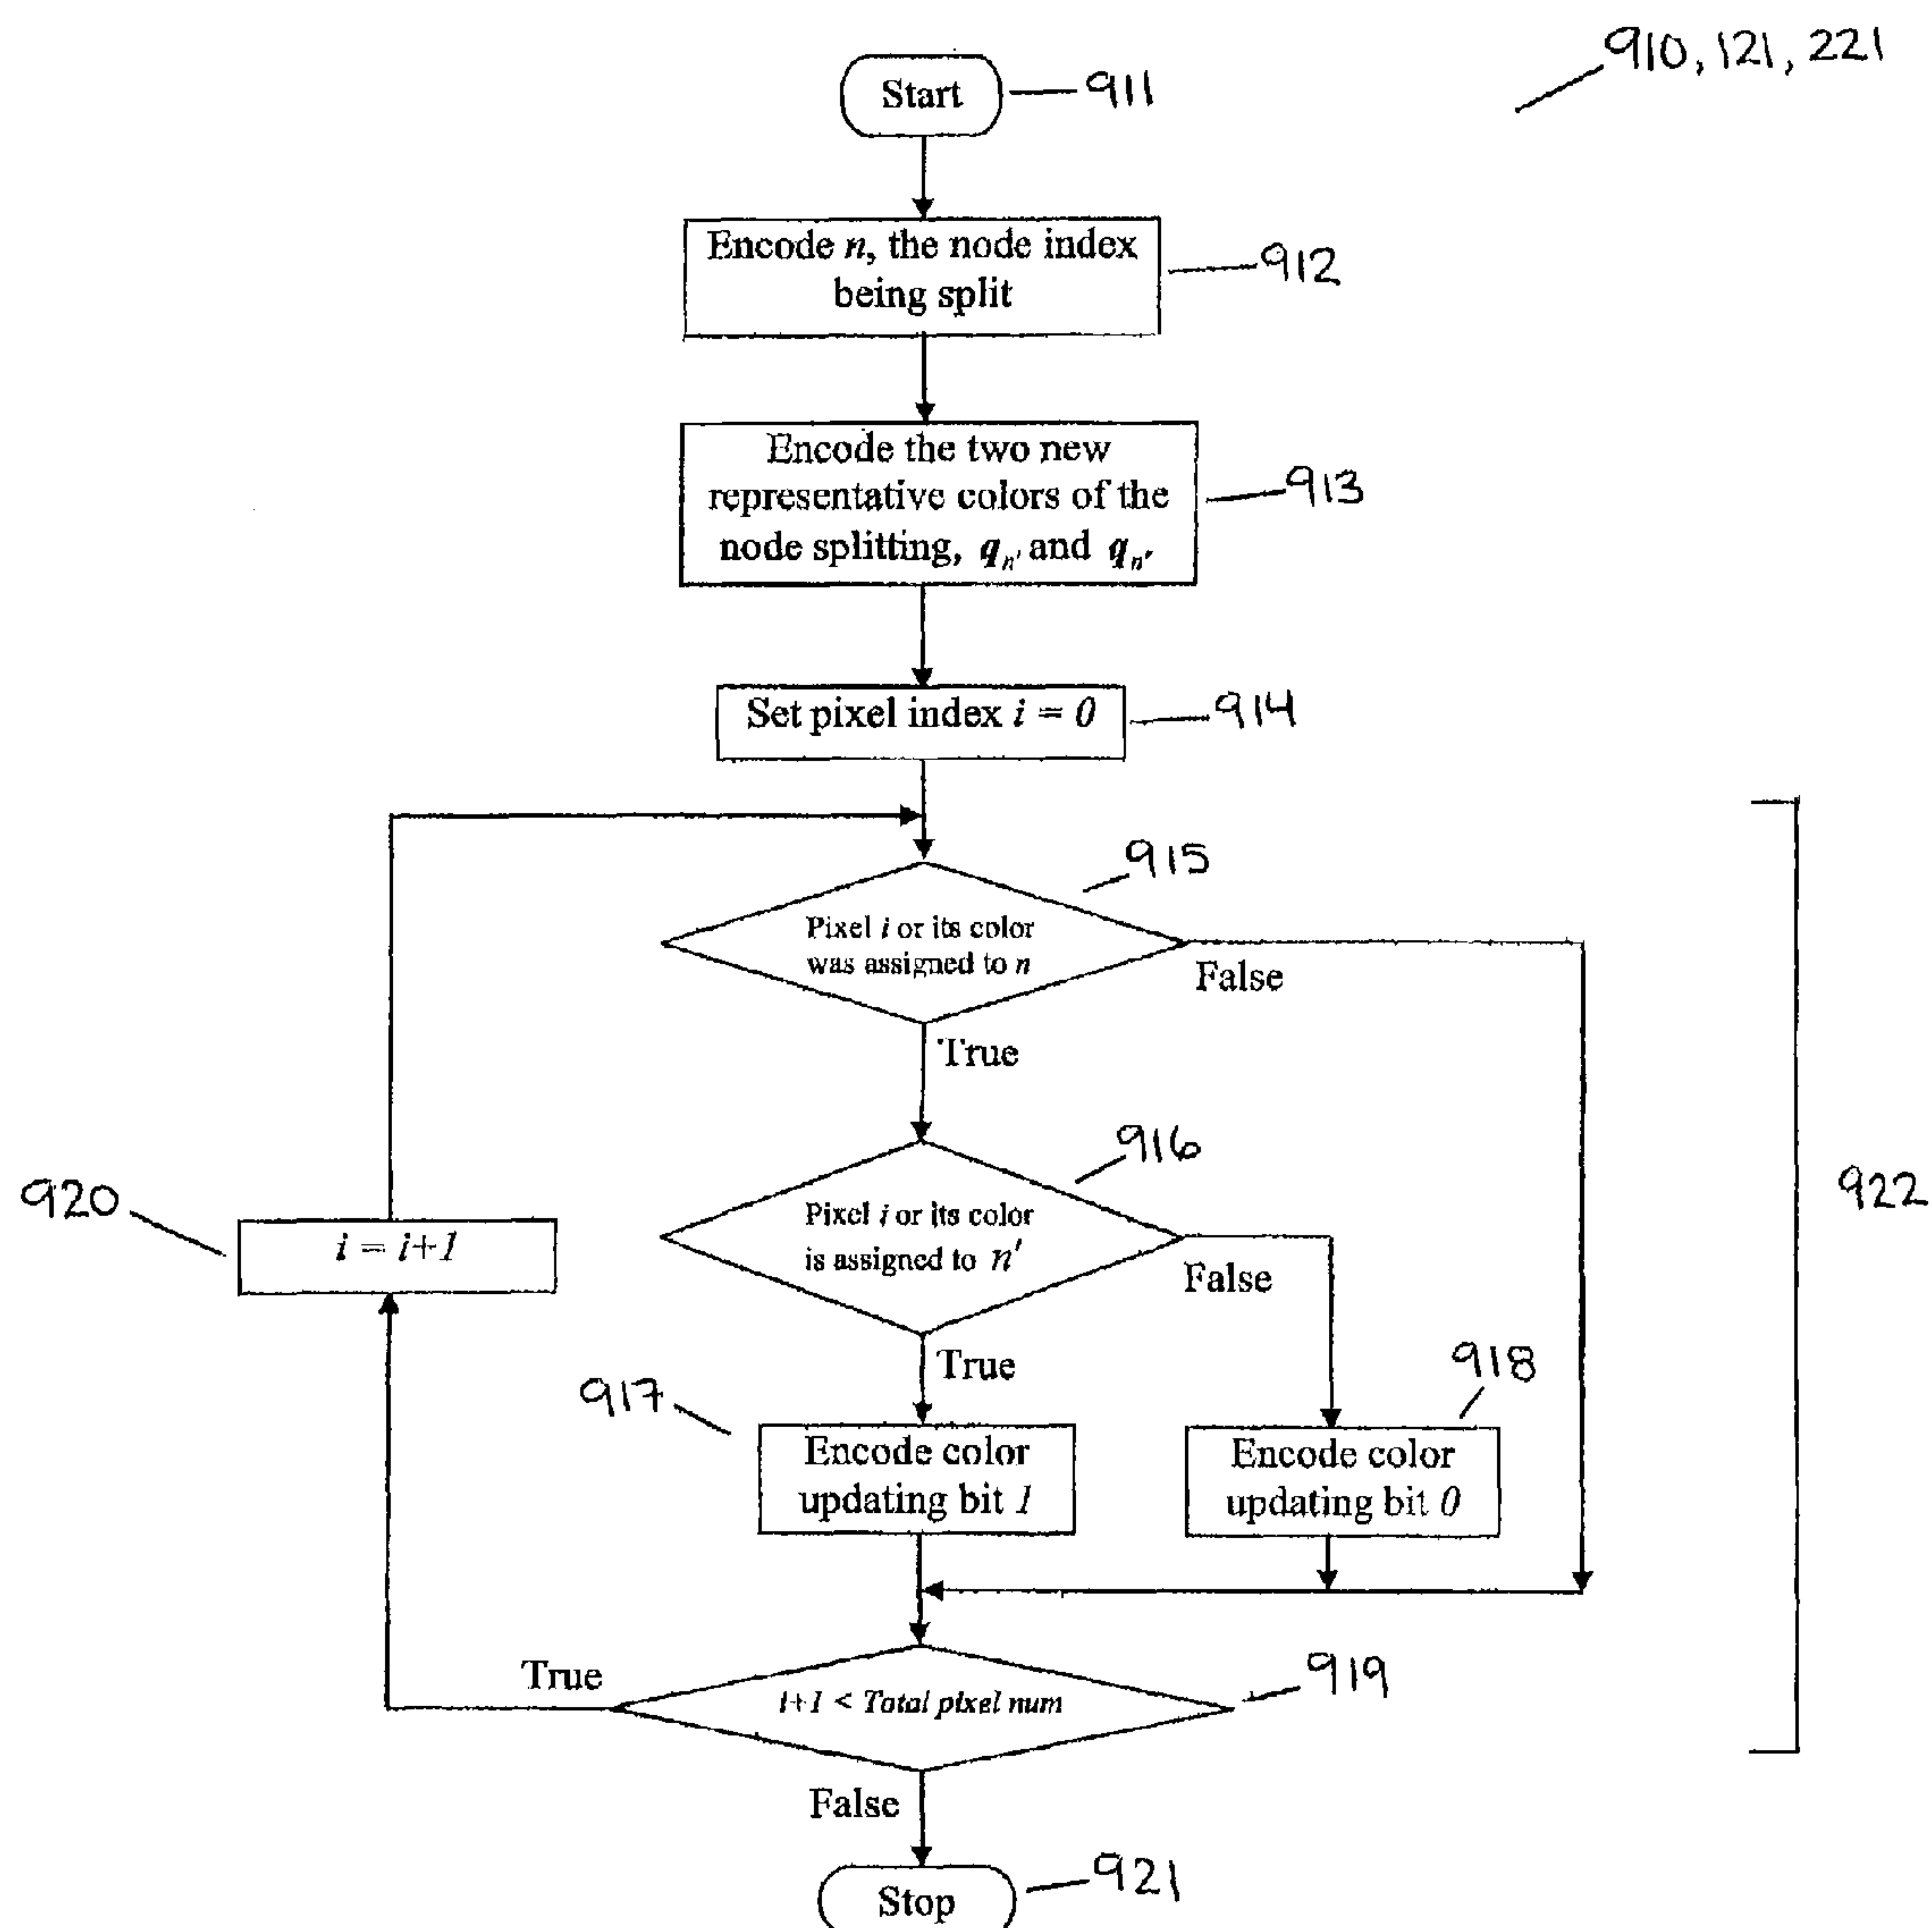 910, 121, 221
Start
911
Encode n, the node index
being split
912
Encode the two new
representative colors of the
node splitting, qn' and qn″
913
Set pixel index i = 0
914
915
Pixel i or its color
was assigned to n
False
True
916
Pixel i or its color
is assigned to n'
False
True
922
920
i = i+1
917
Encode color
updating bit 1
918
Encode color
updating bit 0
919
True
i+1 < Total pixel num
False
Stop
921